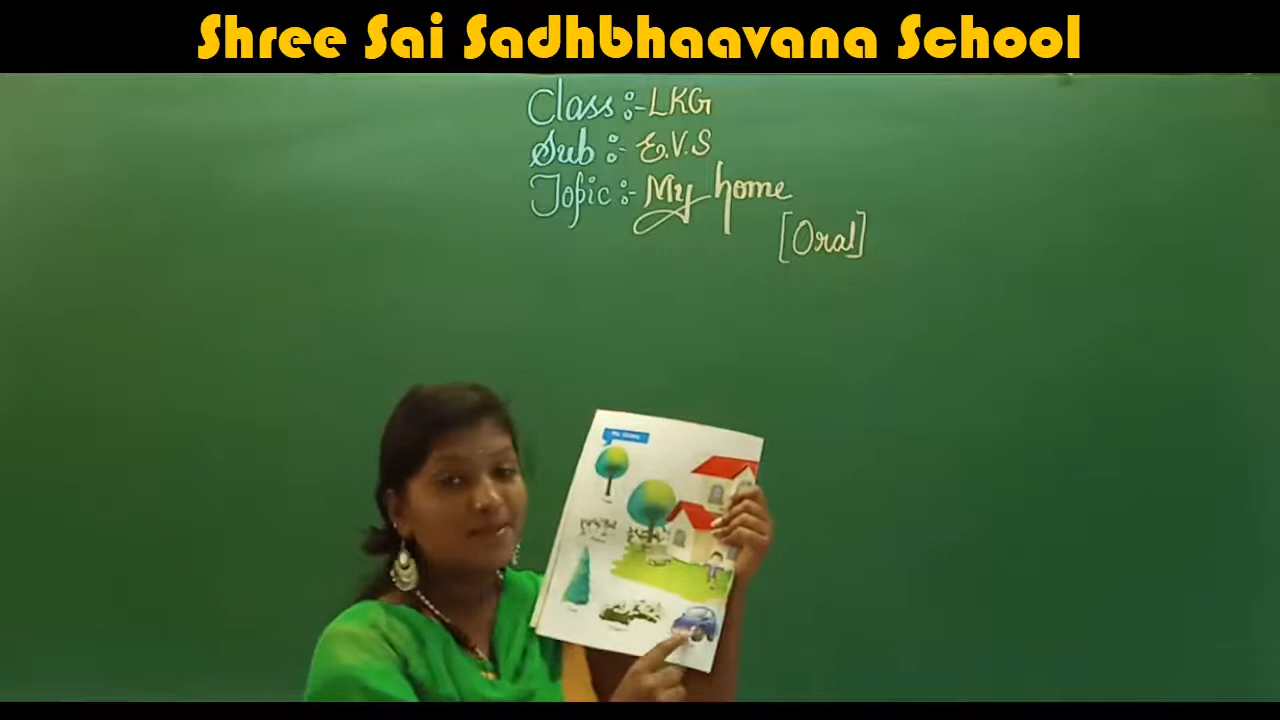 Shree Sai Sadhbhaavana School
Class :- LKG
Sub :- E.V.S
Topic :- My home
[Oral]